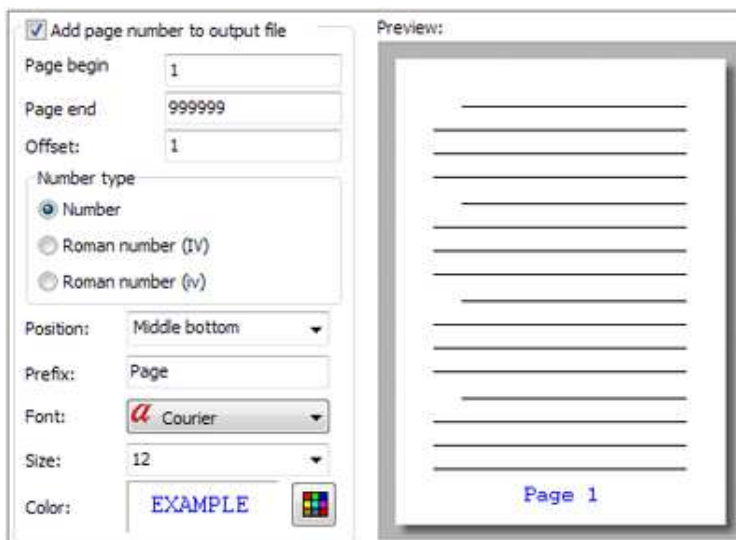 Add page number to output file
Page begin 1
Page end 999999
Offset: 1
Number type
Number
Roman number (IV)
Roman number (iv)
Position: Middle bottom
Prefix: Page
Font: a Courier
Size: 12
Color: EXAMPLE
Preview:
Page 1